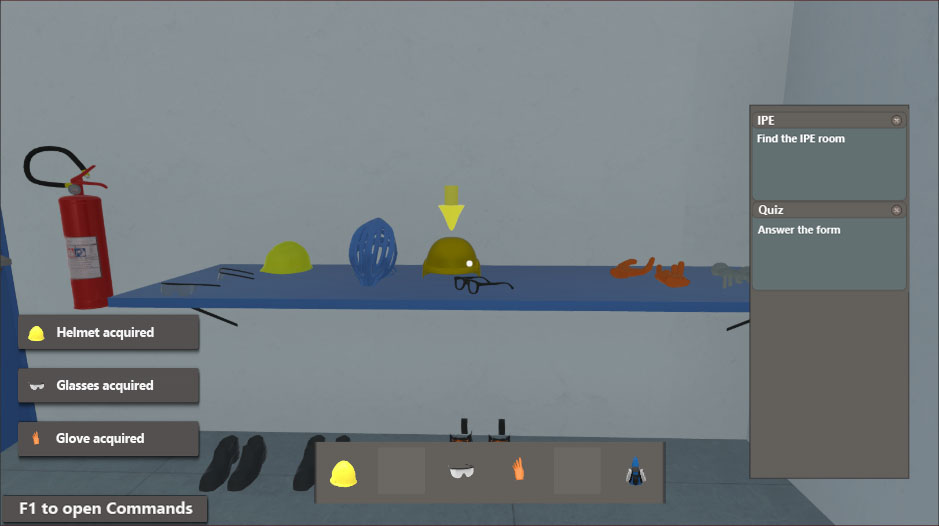 IPE
Find the IPE room
Quiz
Answer the form
Helmet acquired
Glasses acquired
Glove acquired
F1 to open Commands